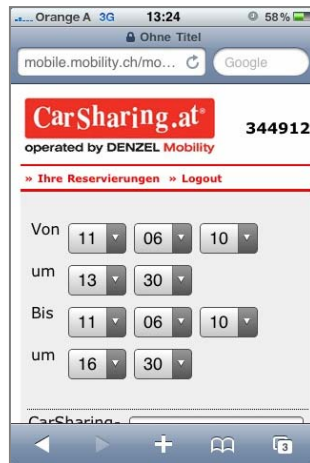 Orange A 3G 13:24 58 %
Ohne Titel
mobile.mobility.ch/mo... Google
CarSharing.at®
344912
operated by DENZEL Mobility
» Ihre Reservierungen » Logout
Von 11 06 10
um 13 30
Bis 11 06 10
um 16 30
CarSharing-
3